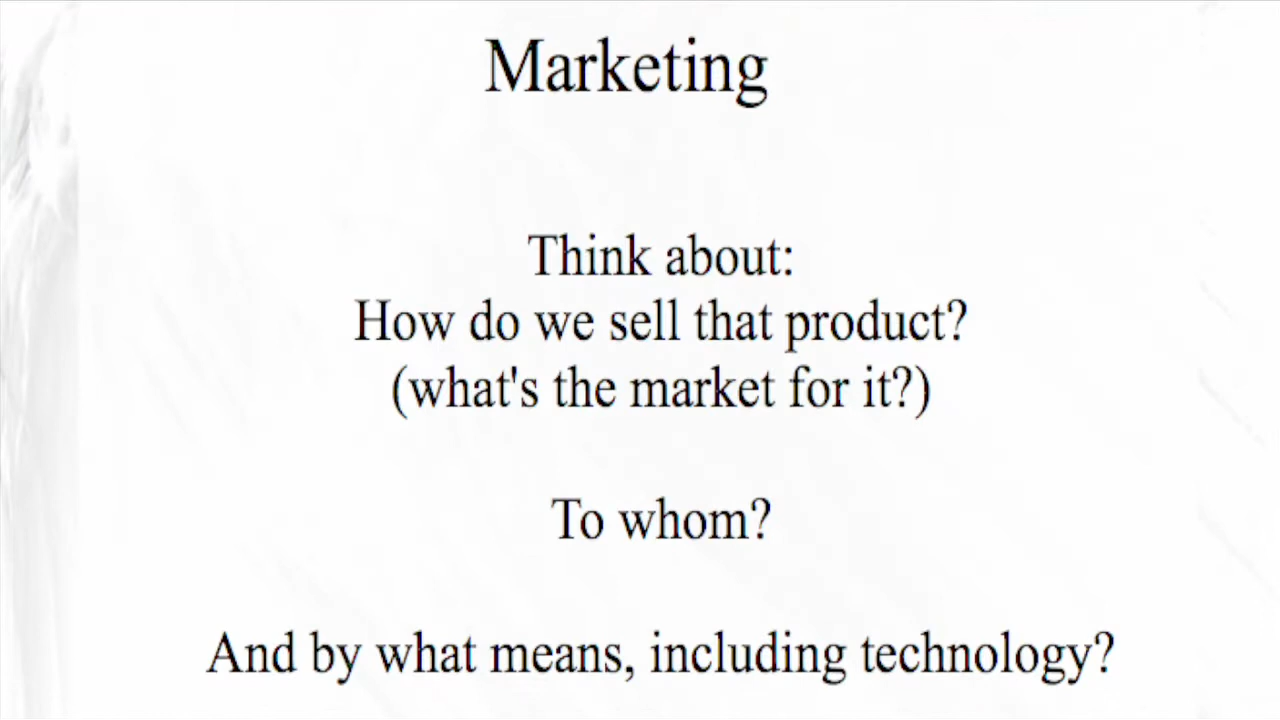 Marketing
Think about:
How do we sell that product?
(what's the market for it?)
To whom?
And by what means, including technology?